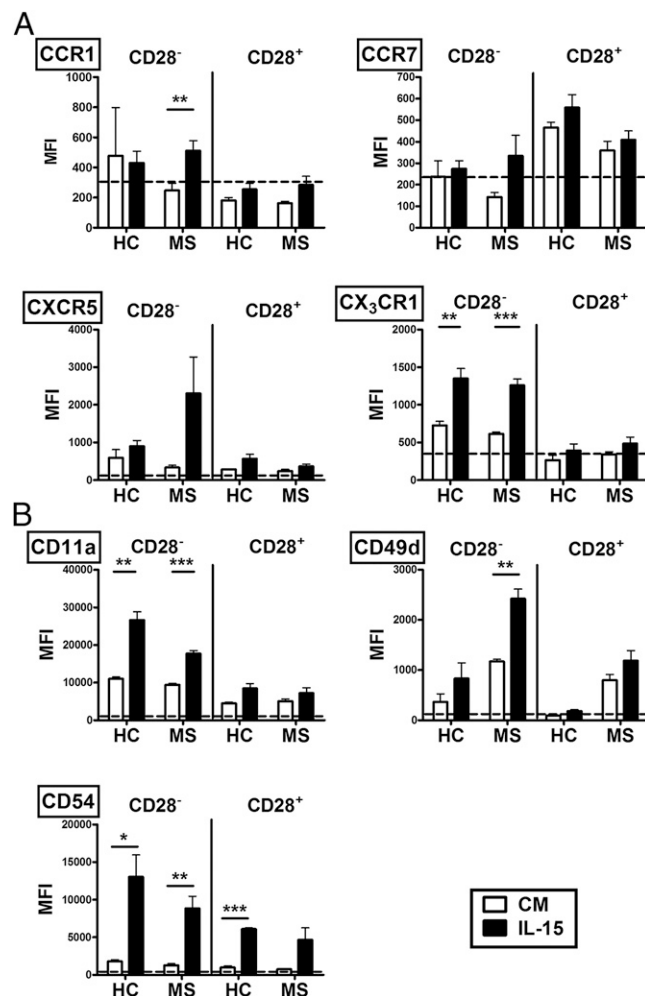 A
CCR1
CD28-
CD28+
1000
800
600
400
200
0
MFI
**
HC
MS
HC
MS
CCR7
CD28-
CD28+
700
600
500
400
300
200
100
0
MFI
HC
MS
HC
MS
CXCR5
CD28-
CD28+
4000
3000
2000
1000
0
MFI
HC
MS
HC
MS
CX3CR1
CD28-
CD28+
2000
1500
1000
500
0
MFI
**
***
HC
MS
HC
MS
B
CD11a
CD28-
CD28+
40000
30000
20000
10000
0
MFI
**
***
HC
MS
HC
MS
CD49d
CD28-
CD28+
3000
2000
1000
0
MFI
**
HC
MS
HC
MS
CD54
CD28-
CD28+
20000
15000
10000
5000
0
MFI
*
**
***
HC
MS
HC
MS
CM
IL-15